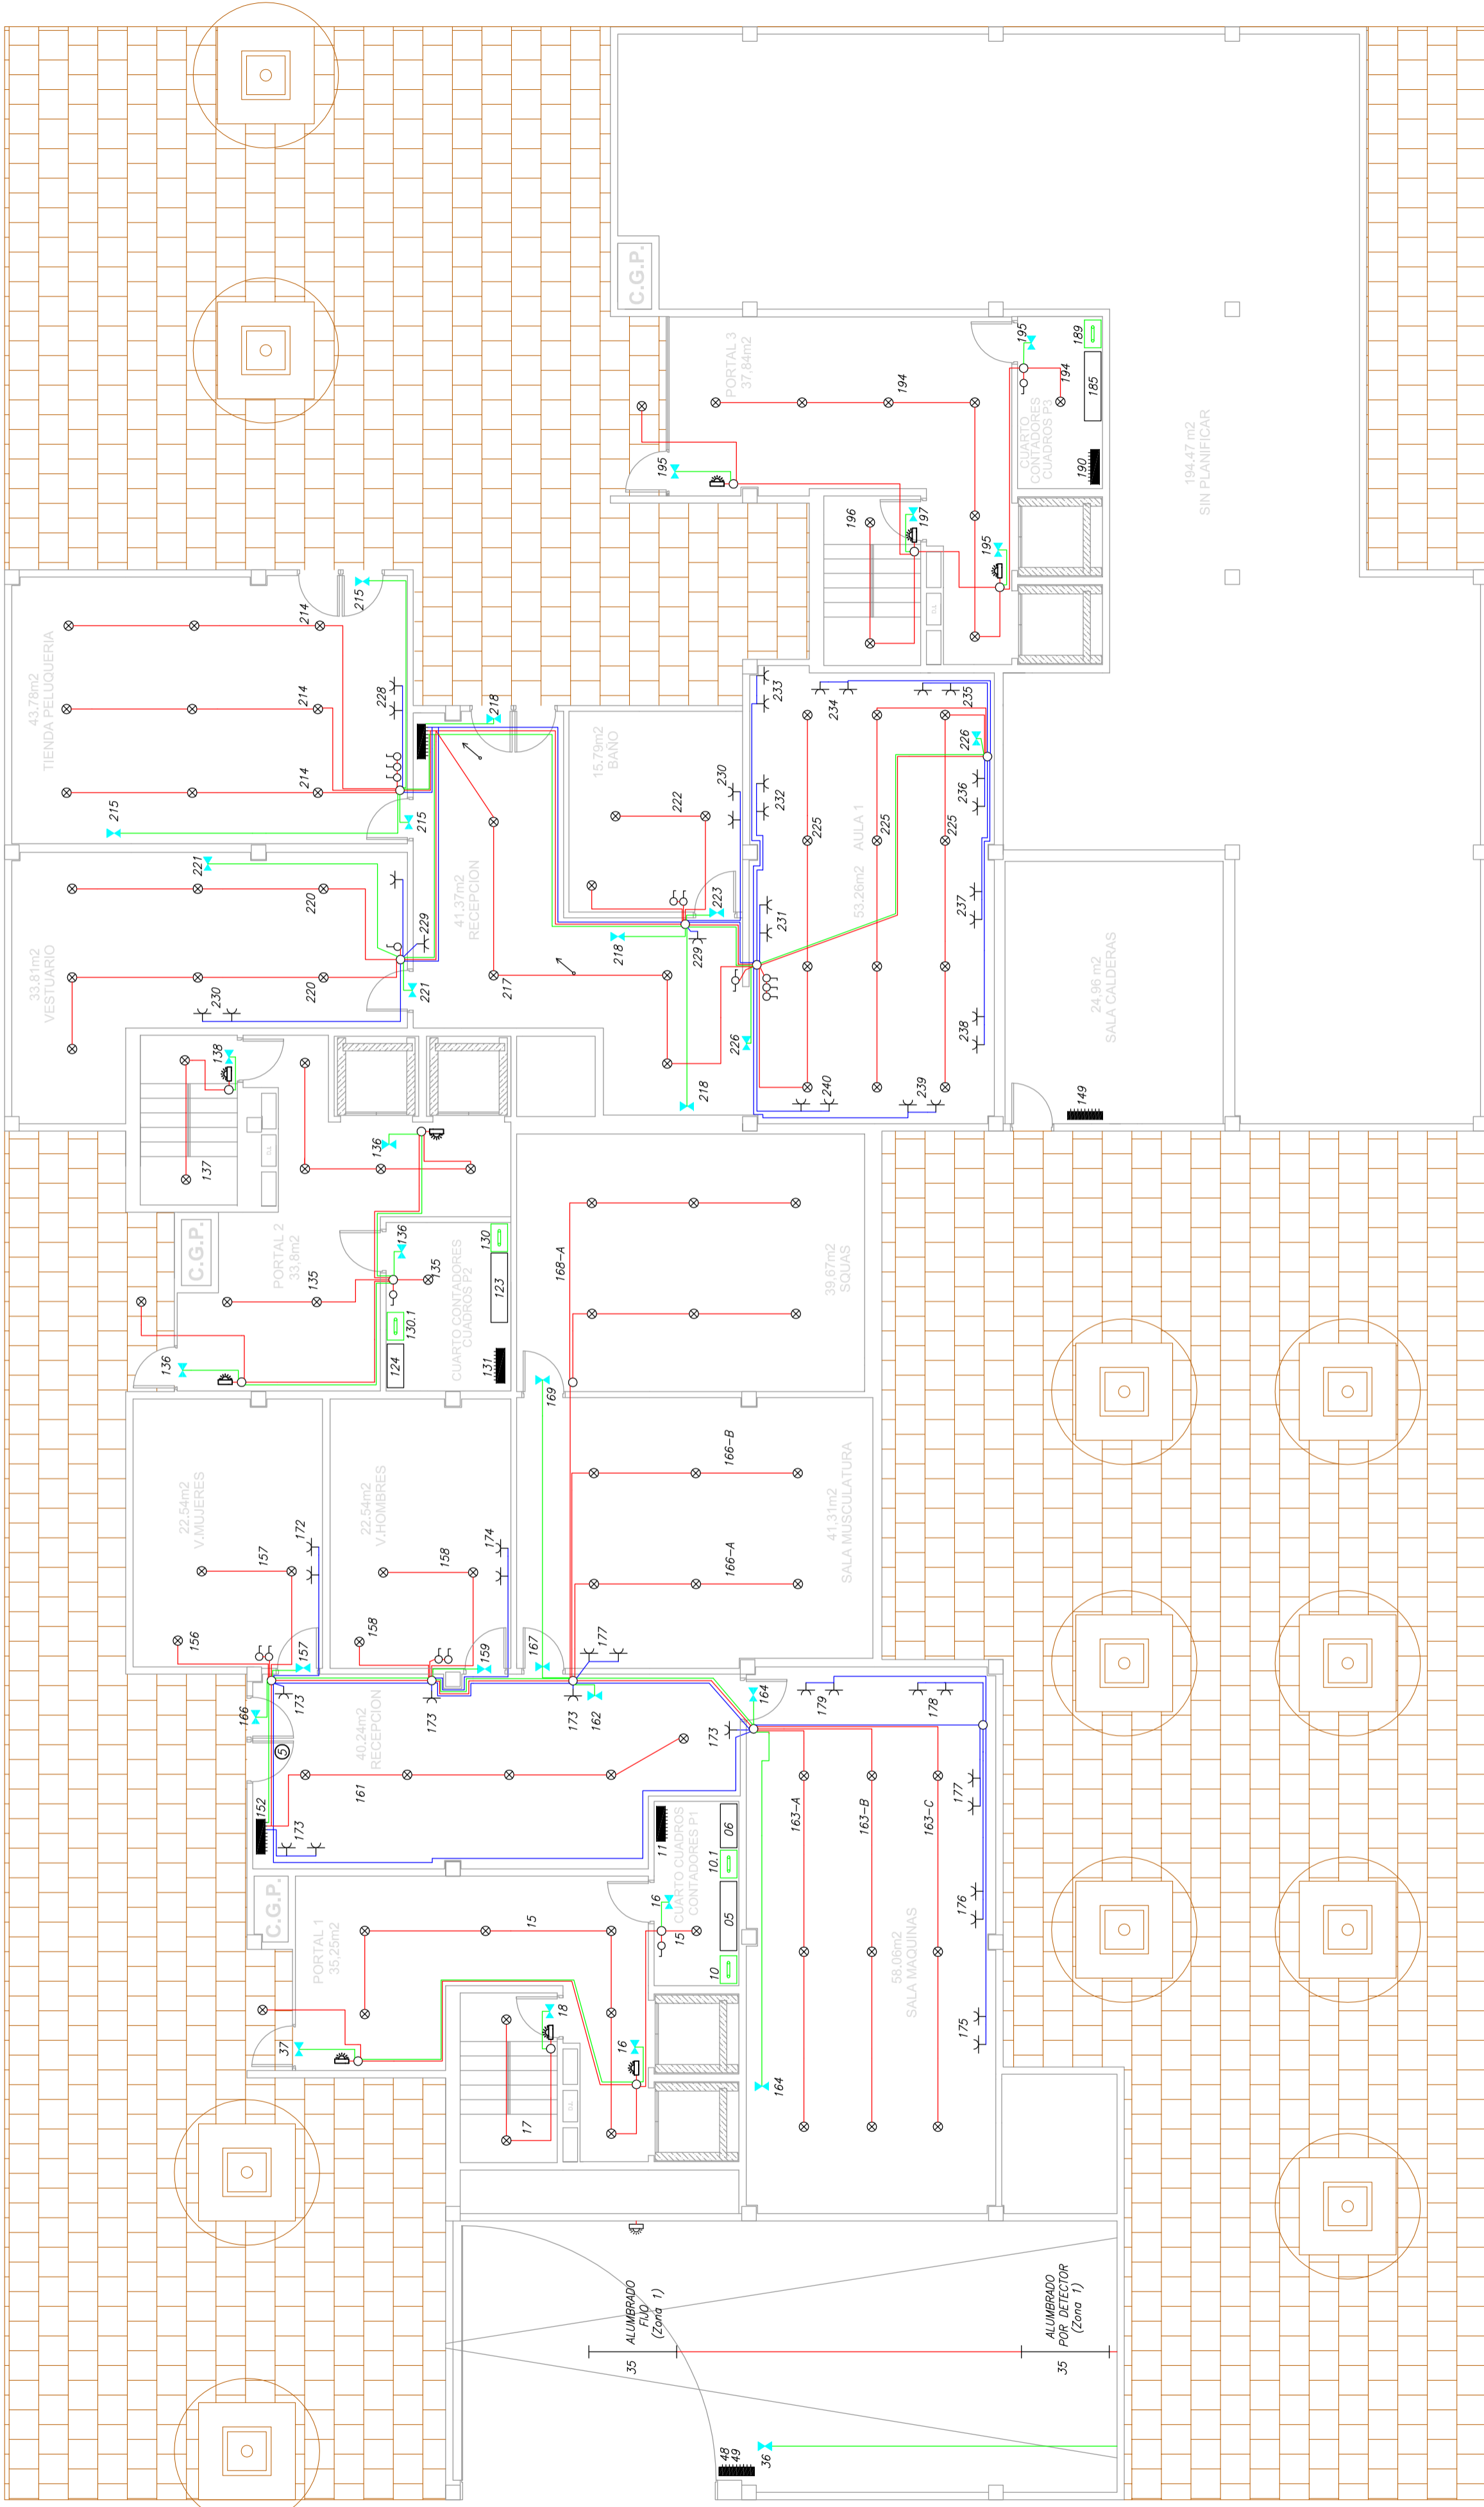 43.78m2
TIENDA PELUQUERIA
214
214
214
215
215
215
228
33.81m2
VESTUARIO
220
220
221
221
229
230
41.37m2
RECEPCION
217
218
218
218
15.79m2
BAÑO
222
223
229
230
53.26m2 AULA 1
225
225
225
226
226
231
232
233
234
235
236
237
238
239
240
C.G.P.
PORTAL 3
37.84m2
194
194
195
195
195
196
197
CUARTO
CONTADORES
CUADROS P3
185
189
190
194.47 m2
SIN PLANIFICAR
24.96 m2
SALA CALDERAS
149
137
138
C.G.P.
PORTAL 2
33.8m2
135
135
136
136
136
CUARTO CONTADORES
CUADROS P2
123
124
130
130.1
131
39.67m2
SQUAS
168-A
169
22.54m2
V.MUJERES
156
157
157
172
22.54m2
V.HOMBRES
158
158
159
174
41.31m2
SALA MUSCULATURA
166-A
166-B
167
177
40.24m2
RECEPCION
5
152
161
162
166
173
173
173
173
173
58.06m2
SALA MAQUINAS
163-A
163-B
163-C
164
164
175
176
177
178
179
C.G.P.
PORTAL 1
35.25m2
15
15
16
16
17
18
37
CUARTO CUADROS
CONTADORES P1
05
06
10
10.1
11
ALUMBRADO
FIJO
(Zona 1)
35
ALUMBRADO
POR DETECTOR
(Zona 1)
35
36
48
49